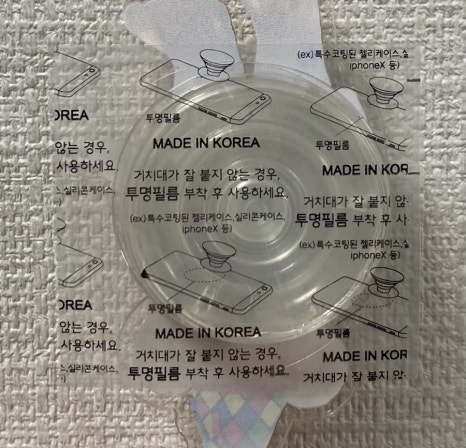 (ex) 특수코팅된 젤리케이스,실
iphoneX 등)
투명필름
OREA
MADE IN KOREA
MADE IN KOR
않는 경우,
사용하세요.
,실리콘케이스,
)
거치대가 잘 붙지 않는 경우,
투명필름 부착 후 사용하세요.
(ex) 특수코팅된 젤리케이스,실리콘케이스,
iphoneX 등)
거치대가 잘 붙지
투명필름 부착 후 사
(ex) 특수코팅된 젤리케이스,실
iphoneX 등)
투명필름
투명필름
OREA
MADE IN KOREA
MADE IN KOR
않는 경우,
사용하세요.
실리콘케이스,
)
거치대가 잘 붙지 않는 경우,
투명필름 부착 후 사용하세요.
거치대가 잘 붙지